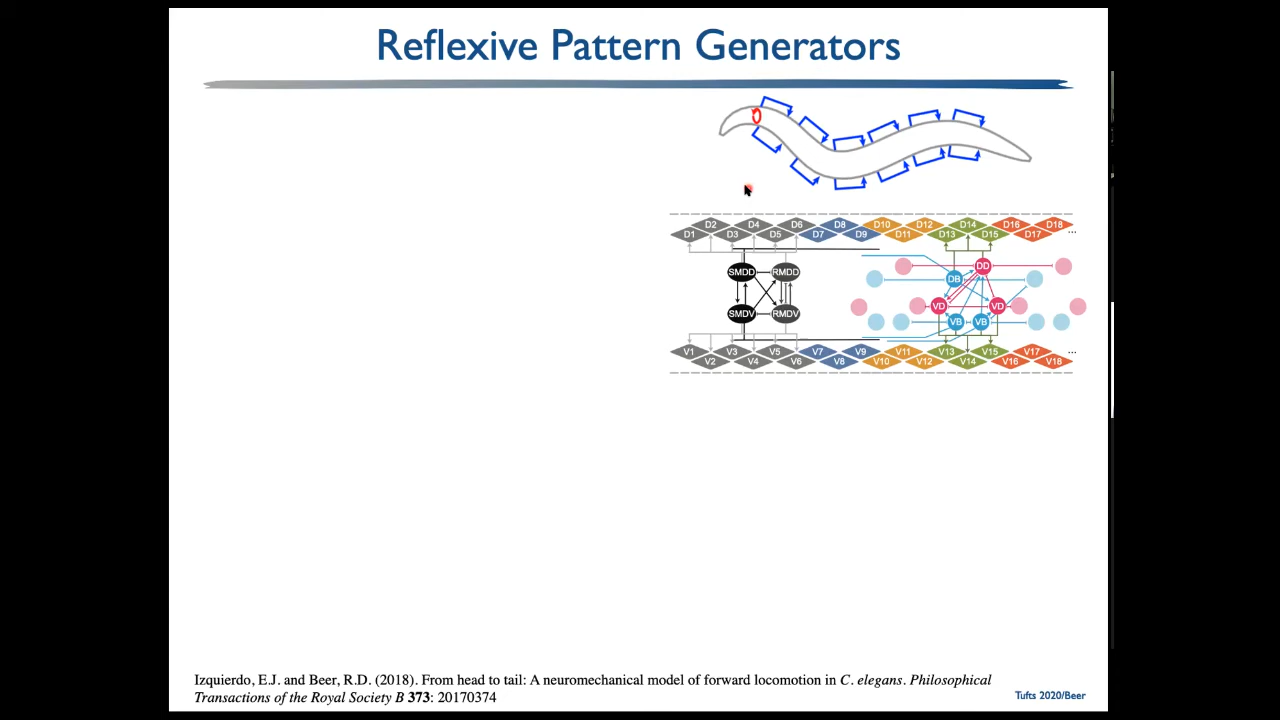 Reflexive Pattern Generators
D2 D4 D6 D8 D10 D12 D14 D16 D18
D1 D3 D5 D7 D9 D11 D13 D15 D17 ...
SMDD RMDD DD
DB
SMDV RMDV VD VD
VB VB
V1 V3 V5 V7 V9 V11 V13 V15 V17 ...
V2 V4 V6 V8 V10 V12 V14 V16 V18
Izquierdo, E.J. and Beer, R.D. (2018). From head to tail: A neuromechanical model of forward locomotion in C. elegans. Philosophical
Transactions of the Royal Society B 373: 20170374
Tufts 2020/Beer